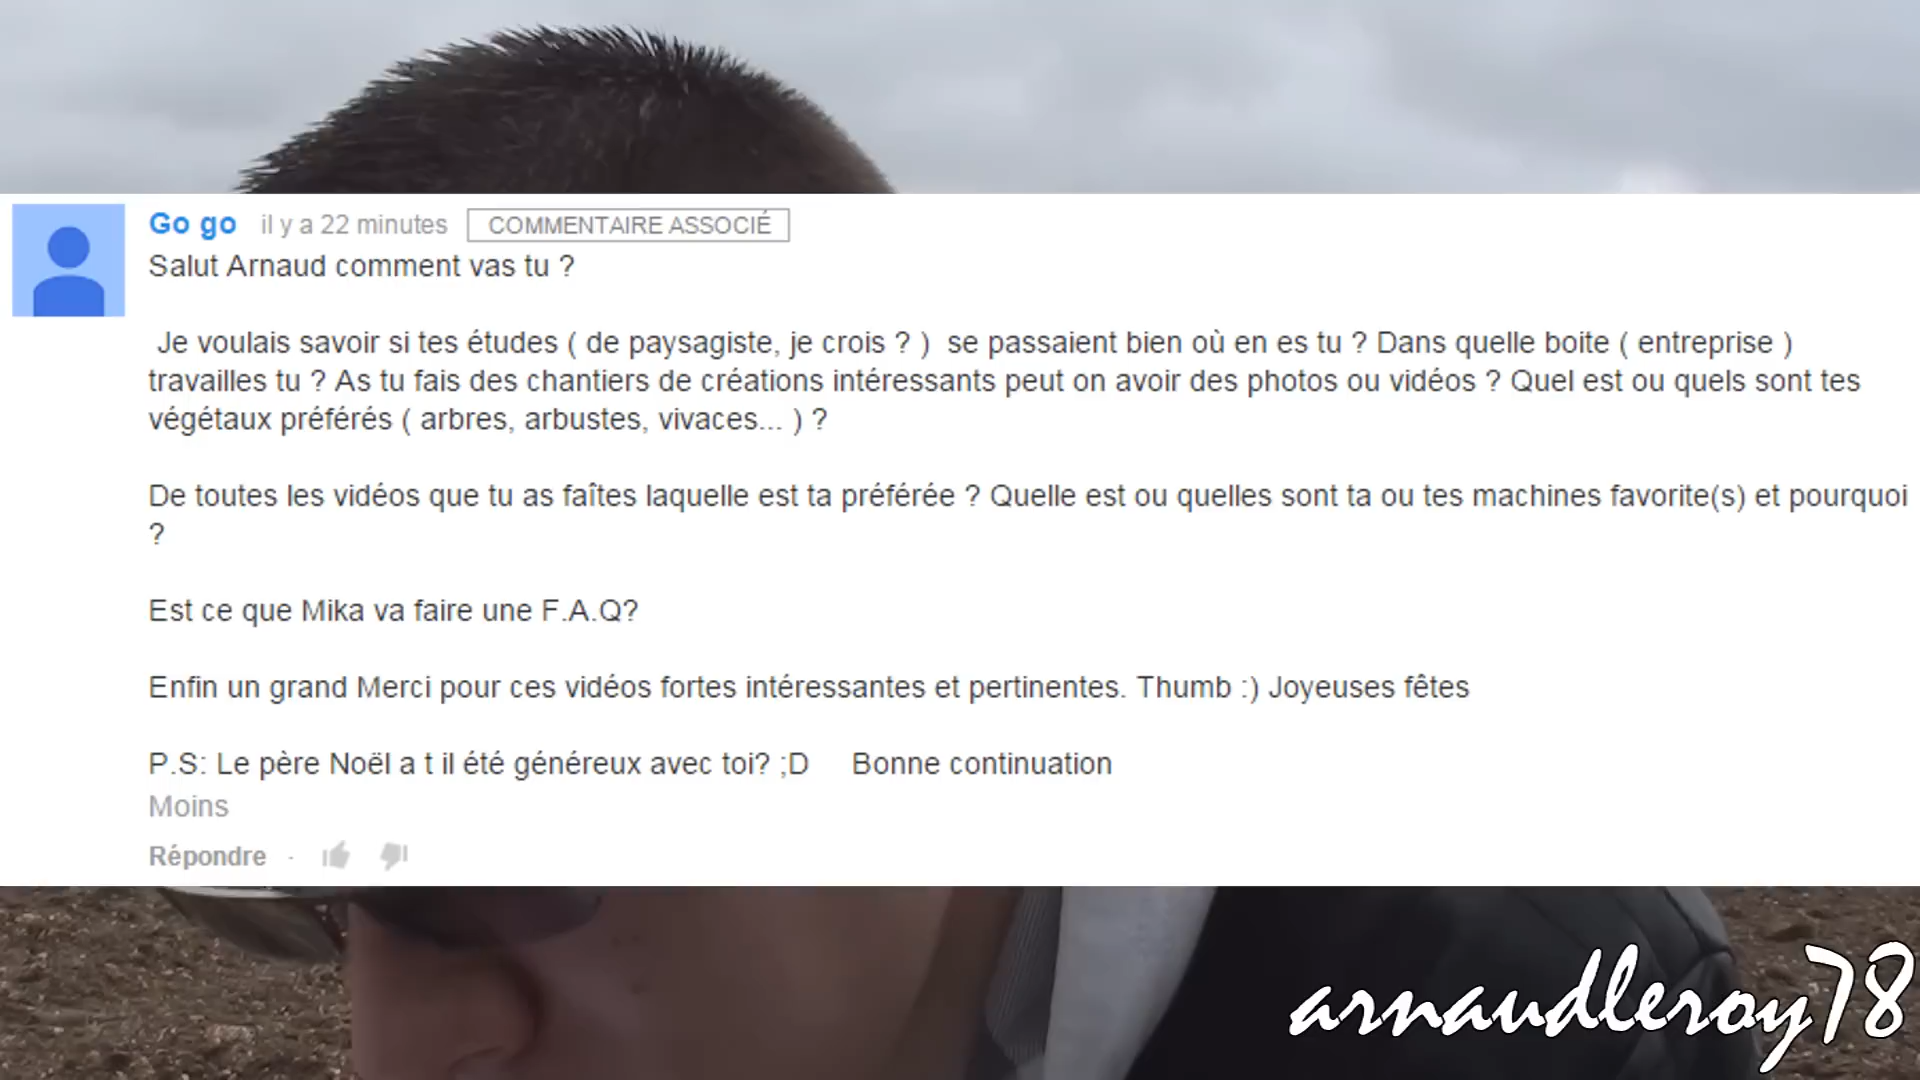 Go go il y a 22 minutes COMMENTAIRE ASSOCIÉ
Salut Arnaud comment vas tu ?
Je voulais savoir si tes études ( de paysagiste, je crois ? ) se passaient bien où en es tu ? Dans quelle boite ( entreprise )
travailles tu ? As tu fais des chantiers de créations intéressants peut on avoir des photos ou vidéos ? Quel est ou quels sont tes
végétaux préférés ( arbres, arbustes, vivaces... ) ?
De toutes les vidéos que tu as faîtes laquelle est ta préférée ? Quelle est ou quelles sont ta ou tes machines favorite(s) et pourquoi
?
Est ce que Mika va faire une F.A.Q?
Enfin un grand Merci pour ces vidéos fortes intéressantes et pertinentes. Thumb :) Joyeuses fêtes
P.S: Le père Noël a t il été généreux avec toi? ;D Bonne continuation
Moins
Répondre ·
arnaudleroy78